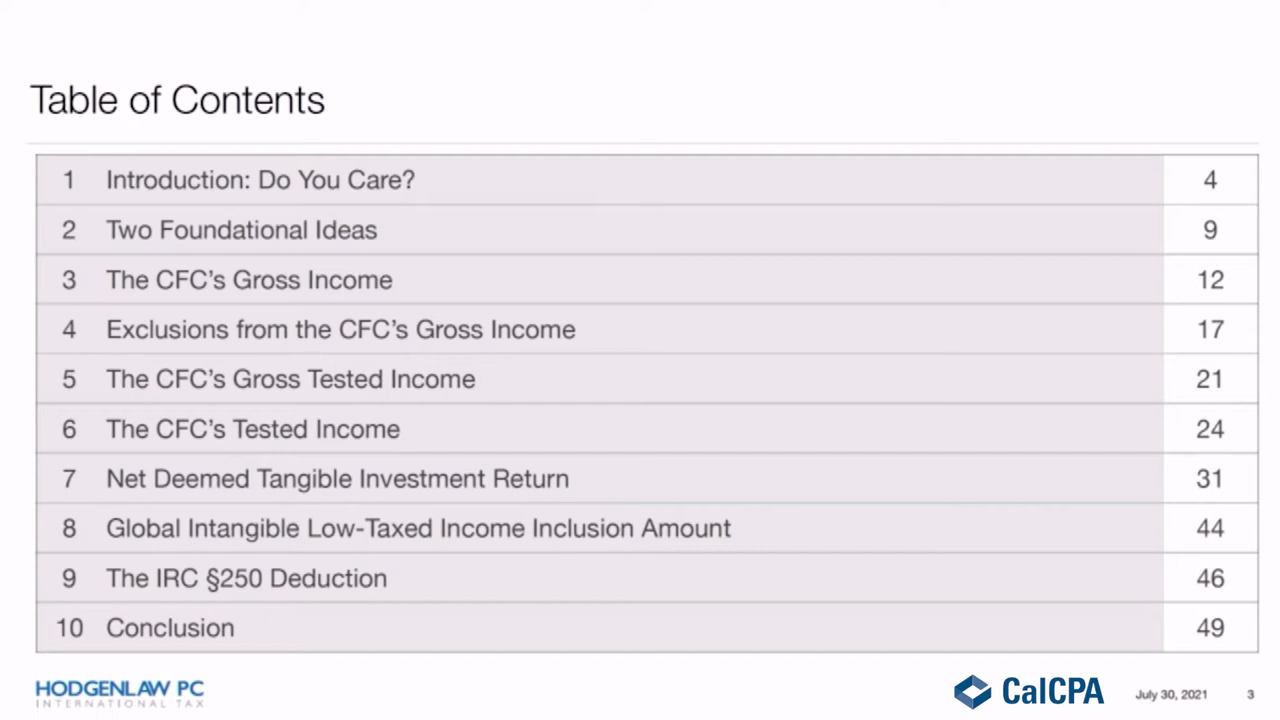 Table of Contents
1 Introduction: Do You Care? 4
2 Two Foundational Ideas 9
3 The CFC's Gross Income 12
4 Exclusions from the CFC's Gross Income 17
5 The CFC's Gross Tested Income 21
6 The CFC's Tested Income 24
7 Net Deemed Tangible Investment Return 31
8 Global Intangible Low-Taxed Income Inclusion Amount 44
9 The IRC §250 Deduction 46
10 Conclusion 49
HODGENLAW PC
INTERNATIONAL TAX
CalCPA
July 30, 2021 3